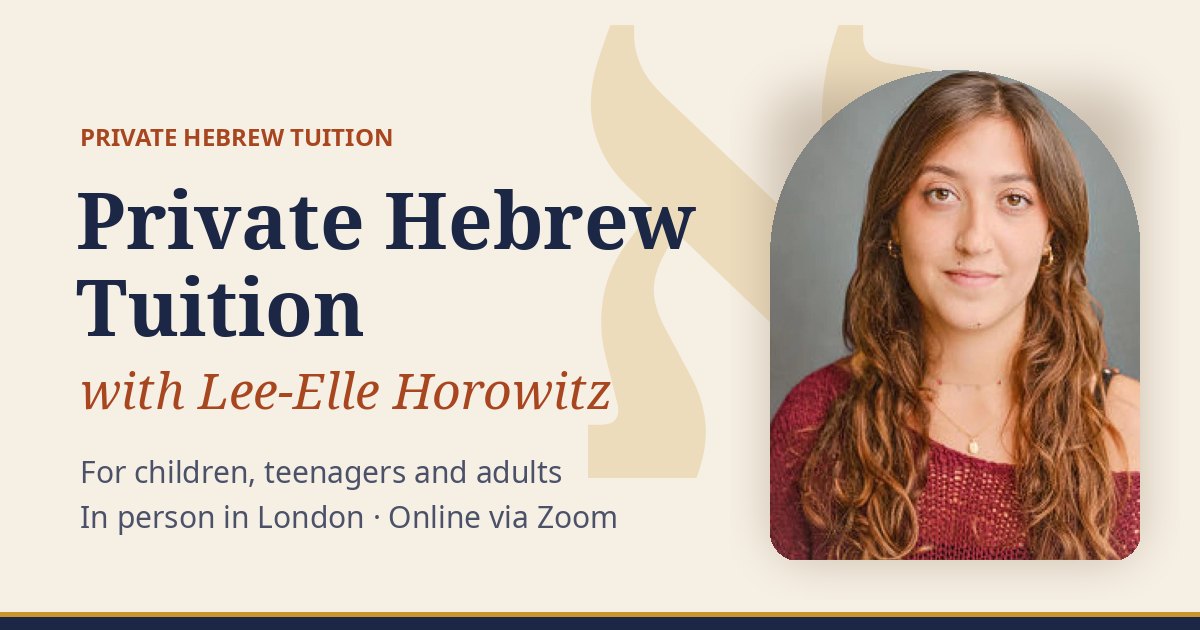 PRIVATE HEBREW TUITION
Private Hebrew
Tuition
with Lee-Elle Horowitz
For children, teenagers and adults
In person in London · Online via Zoom
א